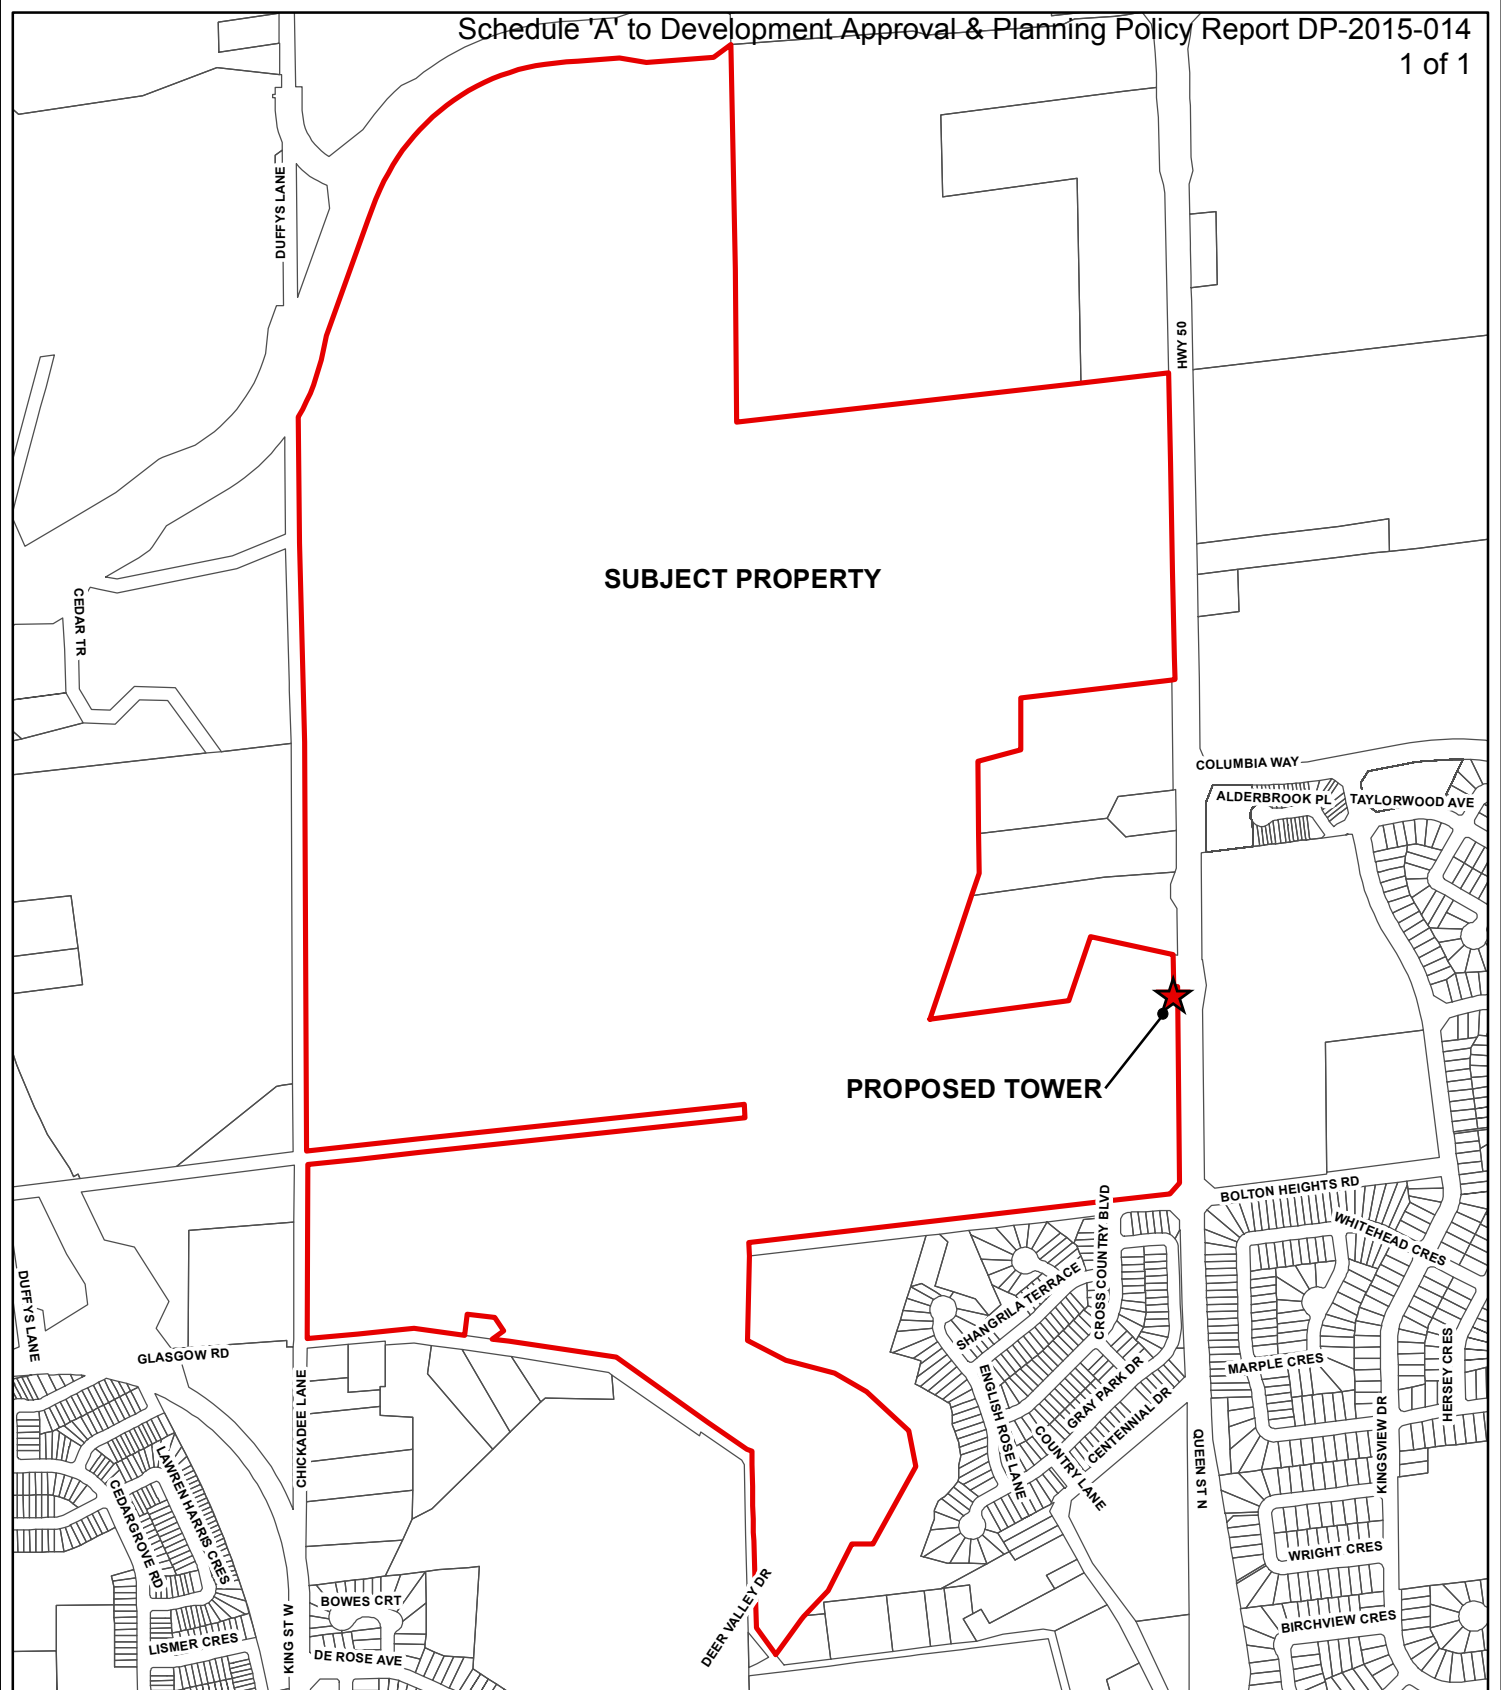 Schedule 'A' to Development Approval & Planning Policy Report DP-2015-014
1 of 1
DUFFYS LANE
HWY 50
SUBJECT PROPERTY
CEDAR TR
COLUMBIA WAY
ALDERBROOK PL
TAYLORWOOD AVE
PROPOSED TOWER
BOLTON HEIGHTS RD
CROSS COUNTRY BLVD
WHITEHEAD CRES
SHANGRILA TERRACE
DUFFYS LANE
GLASGOW RD
MARPLE CRES
HERSEY CRES
GRAY PARK DR
ENGLISH ROSE LANE
CENTENNIAL DR
CHICKADEE LANE
COUNTRY LANE
KINGSVIEW DR
QUEEN ST N
LAWREN HARRIS CRES
CEDARGROVE RD
WRIGHT CRES
BOWES CRT
DEER VALLEY DR
BIRCHVIEW CRES
LISMER CRES
KING ST W
DE ROSE AVE